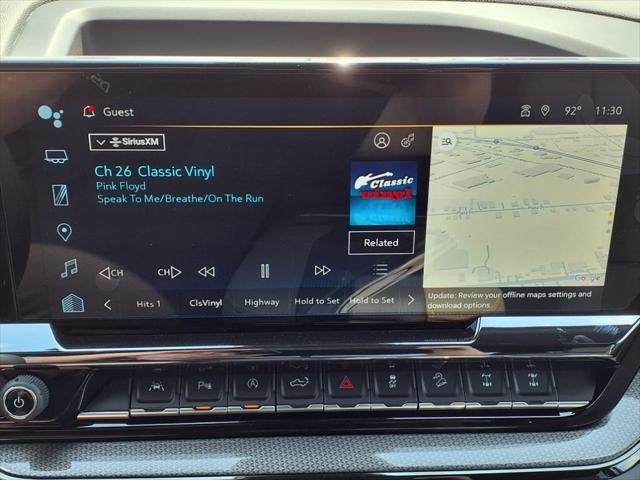 Guest
92° 11:30
SiriusXM
Ch 26 Classic Vinyl
Pink Floyd
Speak To Me/Breathe/On The Run
Classic
vinyl
Related
CH
CH
Hits 1 ClsVinyl Highway Hold to Set Hold to Set
Google
Update: Review your offline maps settings and
download options